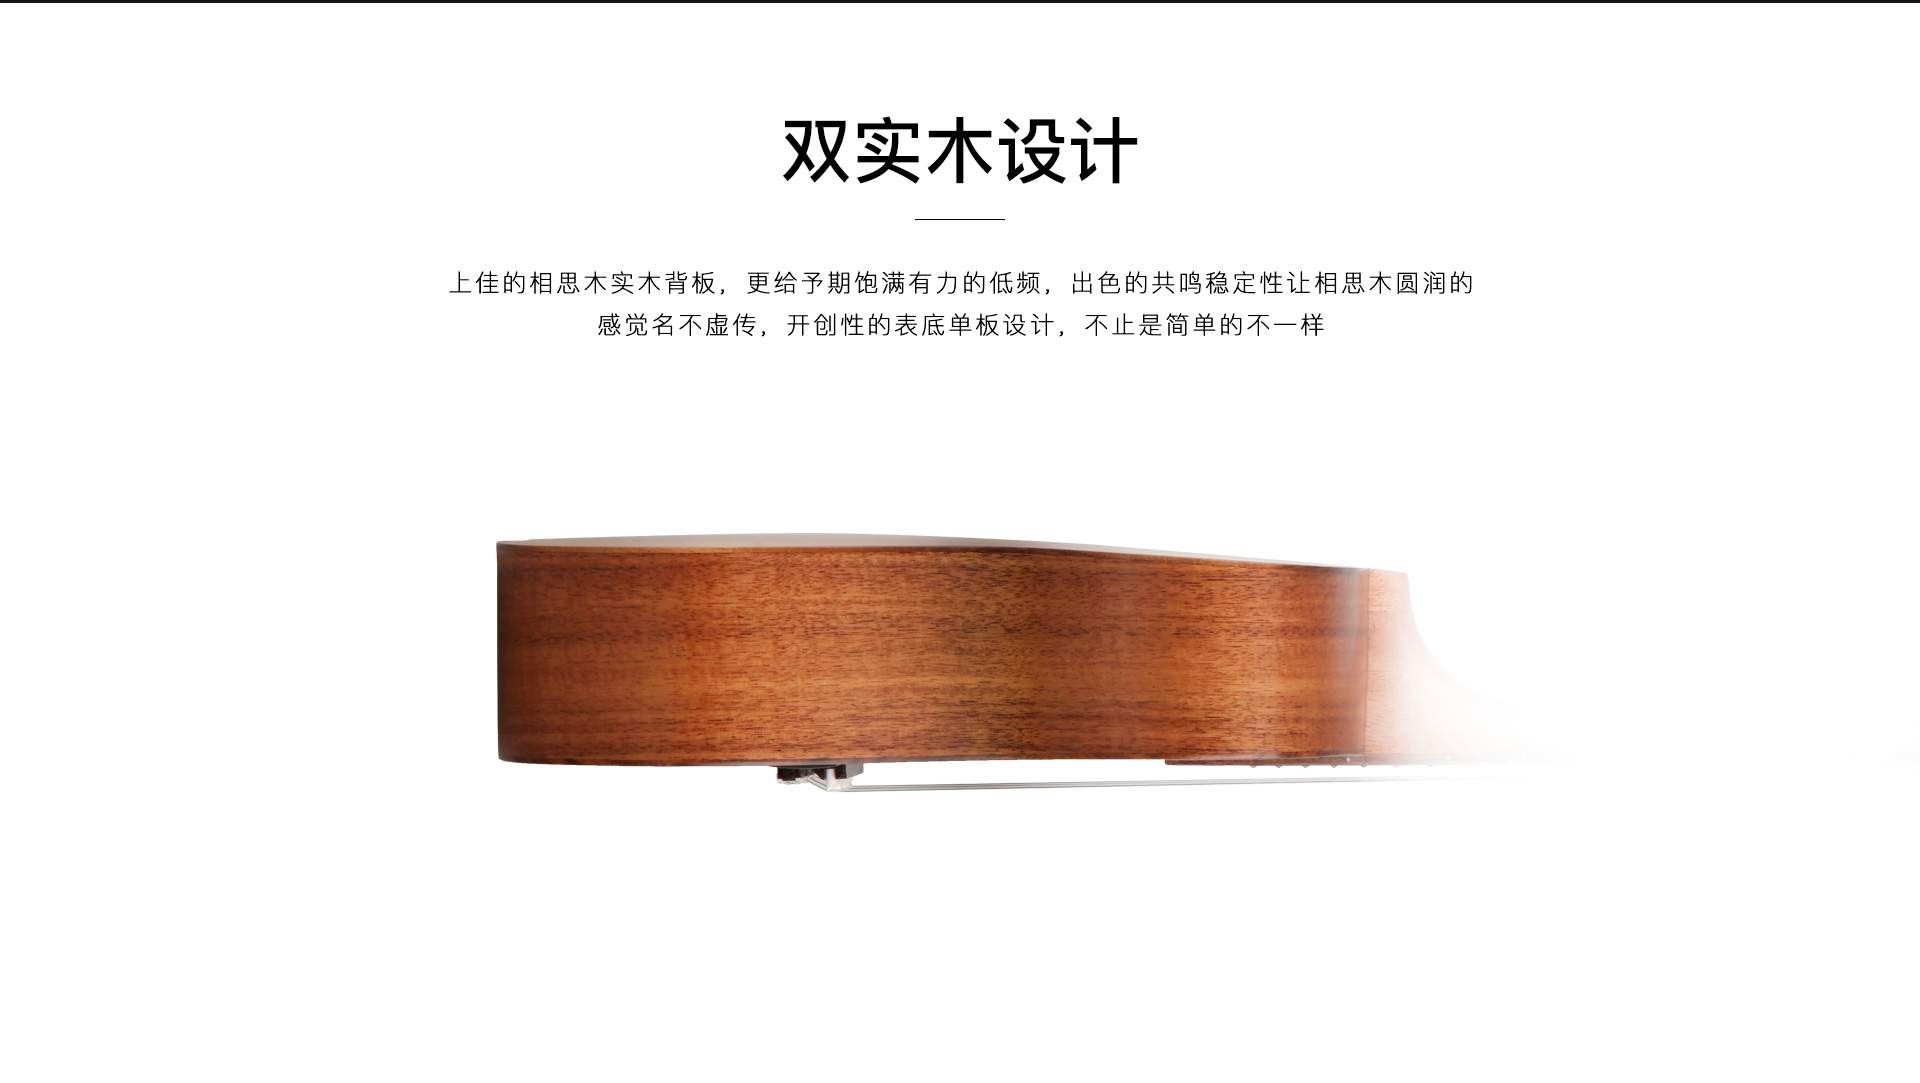 双实木设计
上佳的相思木实木背板，更给予期饱满有力的低频，出色的共鸣稳定性让相思木圆润的
感觉名不虚传，开创性的表底单板设计，不止是简单的不一样